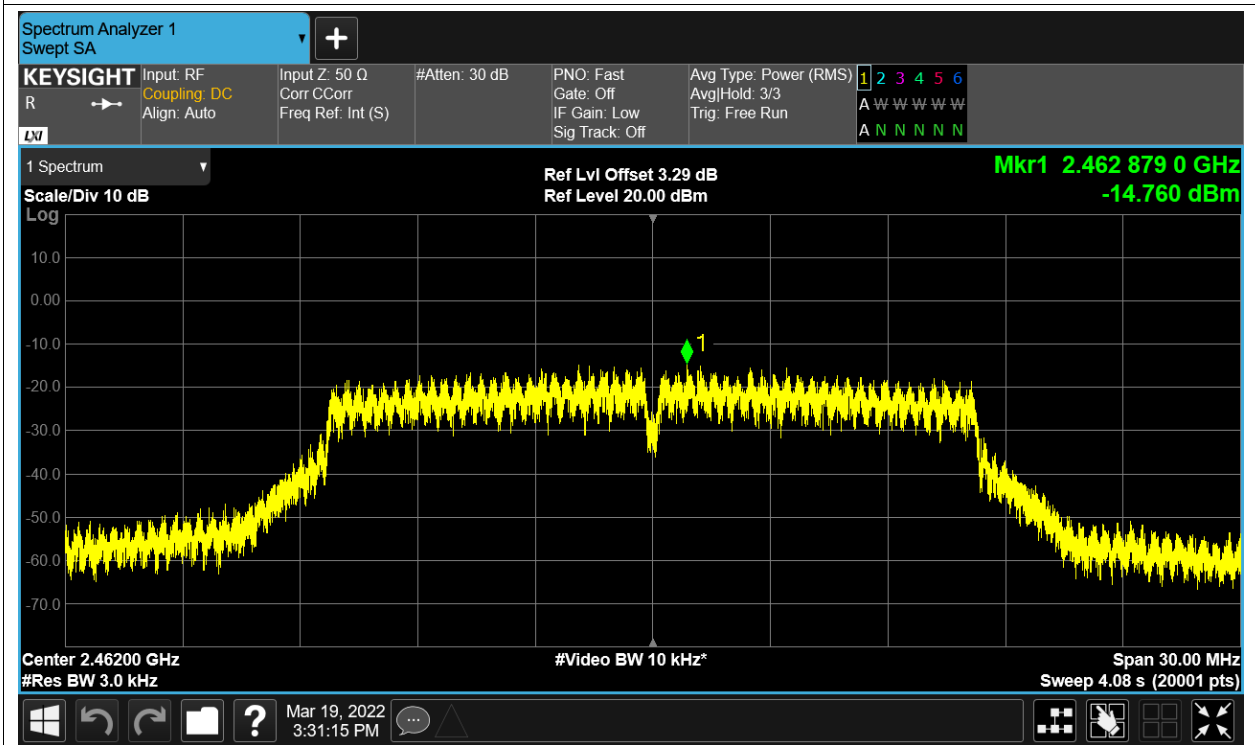 Spectrum Analyzer 1
Swept SA
KEYSIGHT
R
LXI
Input: RF
Coupling: DC
Align: Auto
Input Z: 50 Ω
Corr CCorr
Freq Ref: Int (S)
#Atten: 30 dB
PNO: Fast
Gate: Off
IF Gain: Low
Sig Track: Off
Avg Type: Power (RMS)
Avg|Hold: 3/3
Trig: Free Run
1 2 3 4 5 6
A W W W W W
A N N N N N
1 Spectrum
Scale/Div 10 dB
Log
Ref Lvl Offset 3.29 dB
Ref Level 20.00 dBm
Mkr1 2.462 879 0 GHz
-14.760 dBm
10.0
0.00
-10.0
-20.0
-30.0
-40.0
-50.0
-60.0
-70.0
1
Center 2.46200 GHz
#Res BW 3.0 kHz
#Video BW 10 kHz*
Span 30.00 MHz
Sweep 4.08 s (20001 pts)
?
Mar 19, 2022
3:31:15 PM